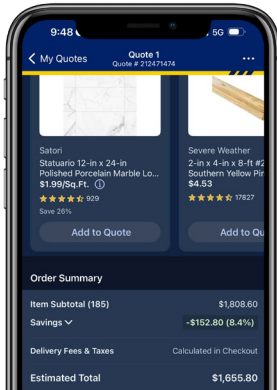 9:48
5G
My Quotes
Quote 1
Quote # 212471474
Satori
Statuario 12-in x 24-in
Polished Porcelain Marble Lo...
$1.99/Sq.Ft.
929
Save 26%
Add to Quote
Severe Weather
2-in x 4-in x 8-ft #2
Southern Yellow Pin
$4.53
17827
Add to Qu
Order Summary
Item Subtotal (185)
$1,808.60
Savings
-$152.80 (8.4%)
Delivery Fees & Taxes
Calculated in Checkout
Estimated Total
$1,655.80